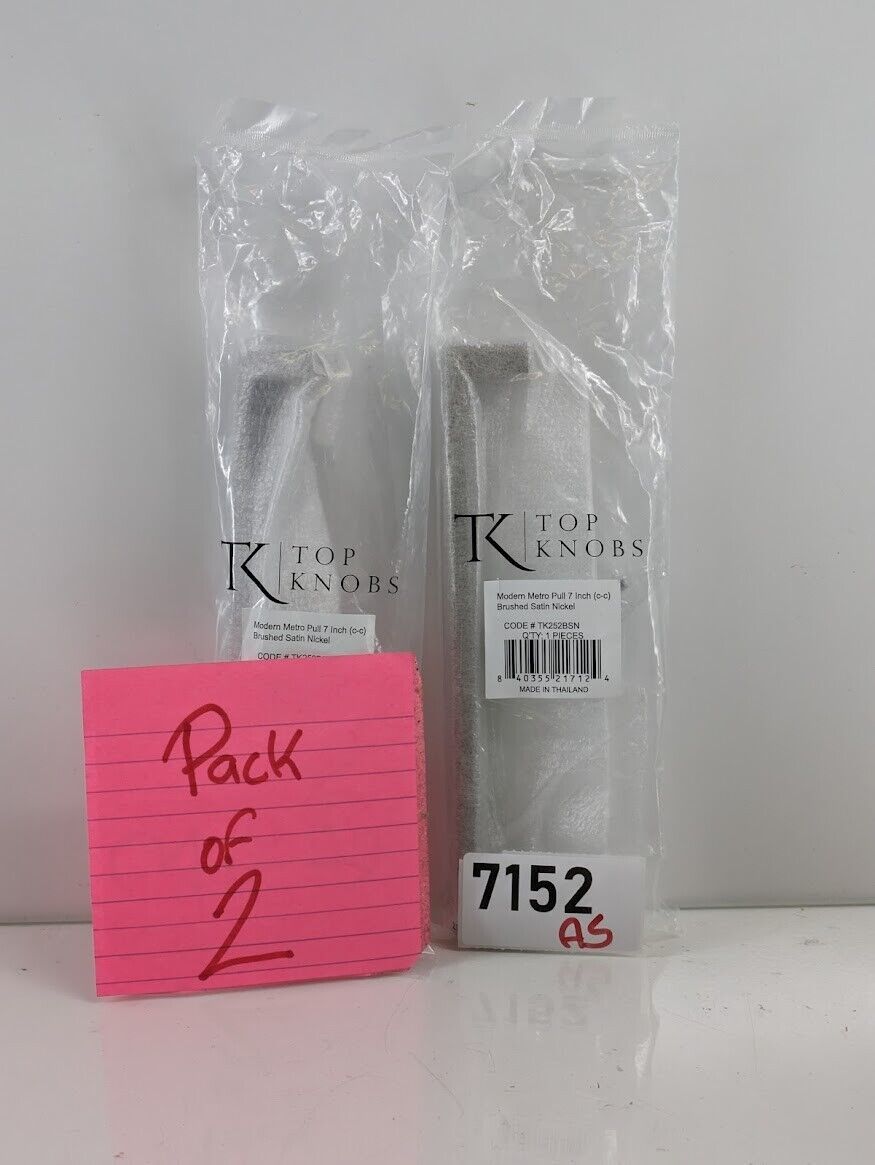 TK TOP
KNOBS
Modern Metro Pull 7 Inch (c-c)
Brushed Satin Nickel
CODE #
TK TOP
KNOBS
Modern Metro Pull 7 Inch (c-c)
Brushed Satin Nickel
CODE # TK252BSN
Q'TY: 1 PIECES
8 40355 21712 4
MADE IN THAILAND
Pack
of
2
7152
AS